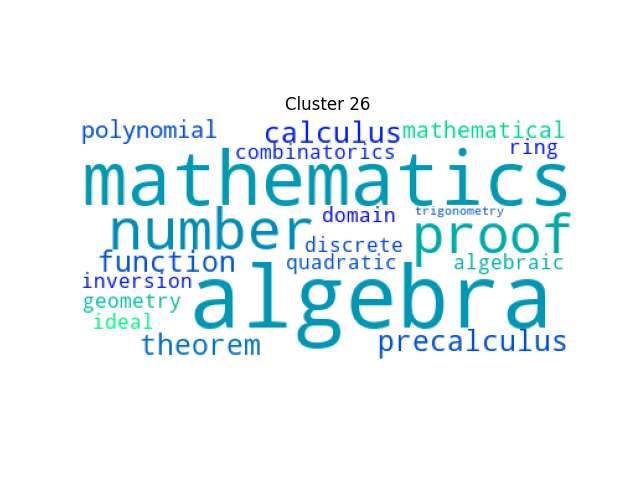 Cluster 26
polynomial calculus mathematical
combinatorics ring
mathematics
number domain trigonometry proof
discrete
function quadratic algebraic
inversion algebra
geometry
ideal
theorem precalculus